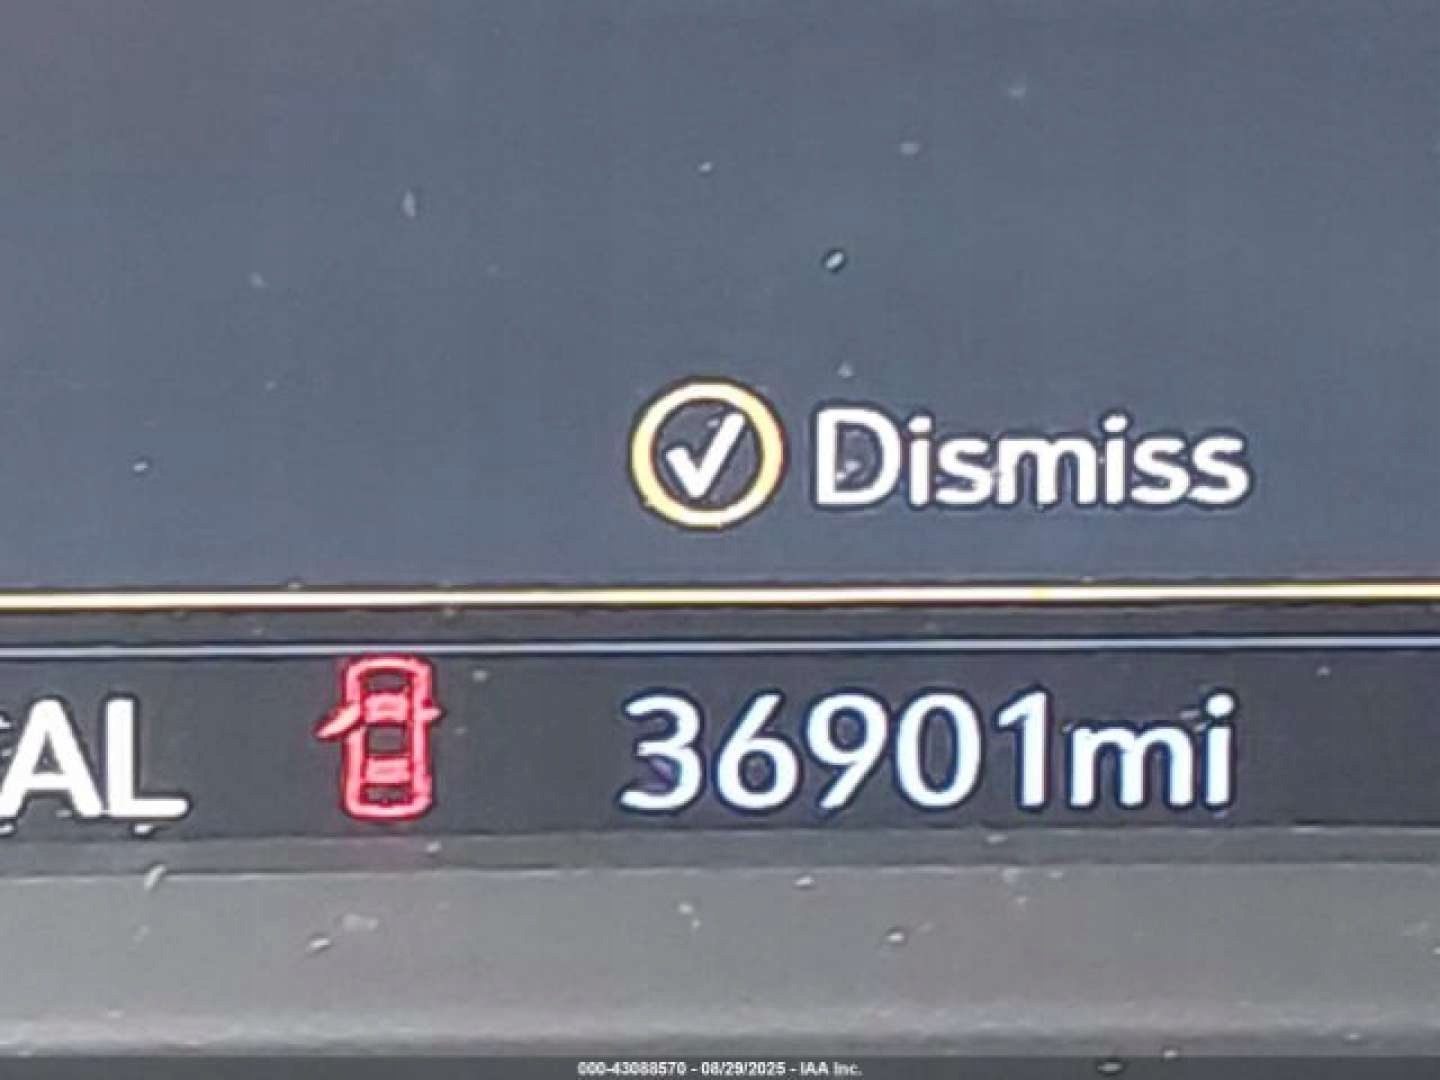 Dismiss
AL 36901mi
000-43088570 - 08/29/2025 - IAA Inc.